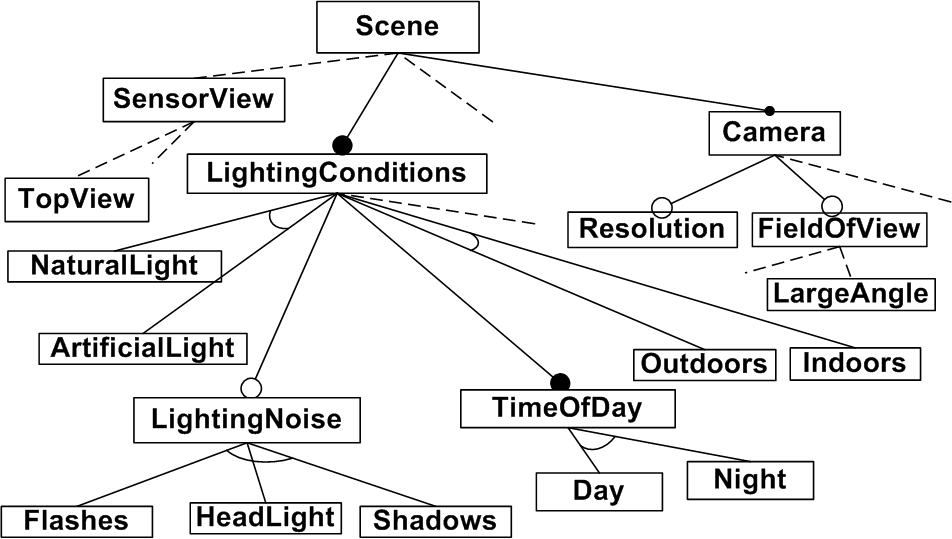 Scene
SensorView
Camera
LightingConditions
TopView
Resolution
FieldOfView
NaturalLight
LargeAngle
ArtificialLight
Outdoors
Indoors
LightingNoise
TimeOfDay
Day
Night
Flashes
HeadLight
Shadows